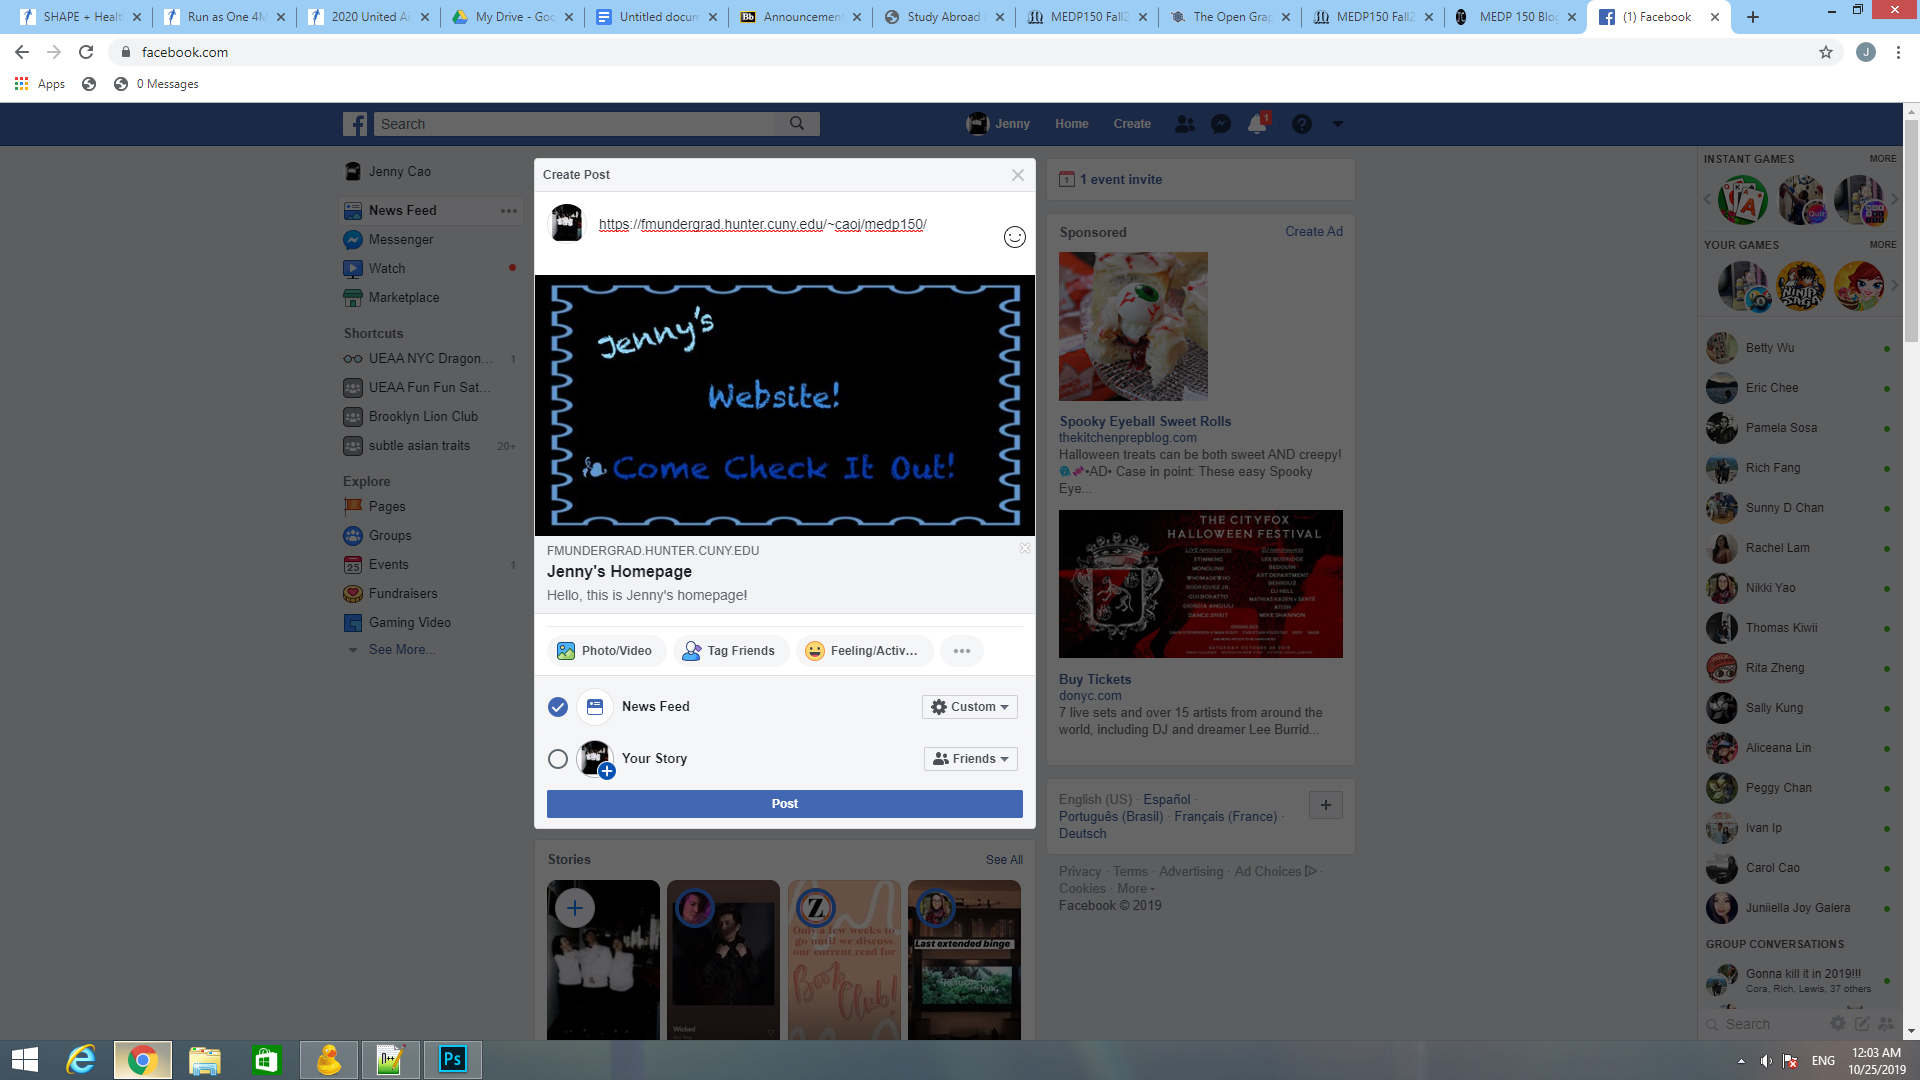 SHAPE + Healt
Run as One 4M
2020 United Ai
My Drive - Goo
Untitled docum
Bb
Announcement
Study Abroad
MEDP150 Fall2
The Open Grap
MEDP150 Fall2
MEDP 150 Blog
(1) Facebook
facebook.com
J
Apps
0 Messages
Search
Jenny
Home
Create
1
Jenny Cao
News Feed
Messenger
Watch
Marketplace
Shortcuts
UEAA NYC Dragon... 1
UEAA Fun Fun Sat...
Brooklyn Lion Club
subtle asian traits 20+
Explore
Pages
Groups
Events 1
Fundraisers
Gaming Video
See More...
Create Post
https://fmundergrad.hunter.cuny.edu/~caoj/medp150/
Jenny's
Website!
Come Check It Out!
FMUNDERGRAD.HUNTER.CUNY.EDU
Jenny's Homepage
Hello, this is Jenny's homepage!
Photo/Video
Tag Friends
Feeling/Activ...
News Feed
Custom
Your Story
Friends
Post
Stories
See All
Only a few weeks to
go until we discuss
our current read for
Book
Club!
Last extended binge
Wicked
1 event invite
Sponsored
Create Ad
Spooky Eyeball Sweet Rolls
thekitchenprepblog.com
Halloween treats can be both sweet AND creepy!
•AD• Case in point: These easy Spooky
Eye...
THE CITYFOX
HALLOWEEN FESTIVAL
Buy Tickets
donyc.com
7 live sets and over 15 artists from around the
world, including DJ and dreamer Lee Burrid...
English (US) · Español ·
Português (Brasil) · Français (France) ·
Deutsch
Privacy · Terms · Advertising · Ad Choices ·
Cookies · More
Facebook © 2019
INSTANT GAMES
MORE
YOUR GAMES
MORE
Betty Wu
Eric Chee
Pamela Sosa
Rich Fang
Sunny D Chan
Rachel Lam
Nikki Yao
Thomas Kiwii
Rita Zheng
Sally Kung
Aliceana Lin
Peggy Chan
Ivan Ip
Carol Cao
Juniiella Joy Galera
GROUP CONVERSATIONS
Gonna kill it in 2019!!!
Cora, Rich, Lewis, 37 others
Search
Ps
ENG
12:03 AM
10/25/2019